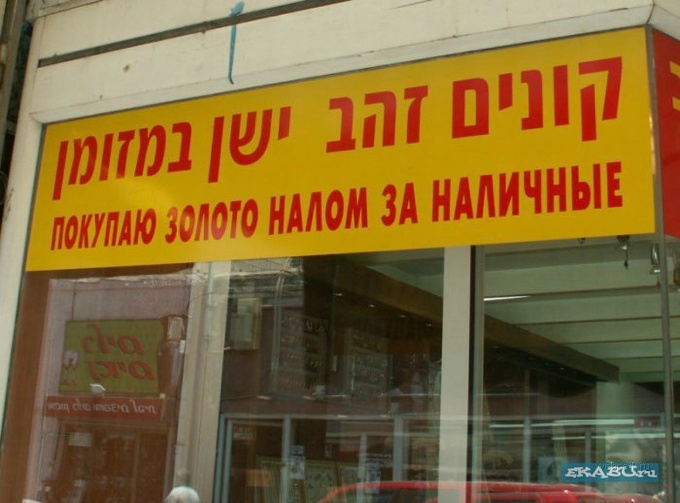 קונים זהב ישן במזומן
ПОКУПАЮ ЗОЛОТО НАЛОМ ЗА НАЛИЧНЫЕ
EKABU.ru